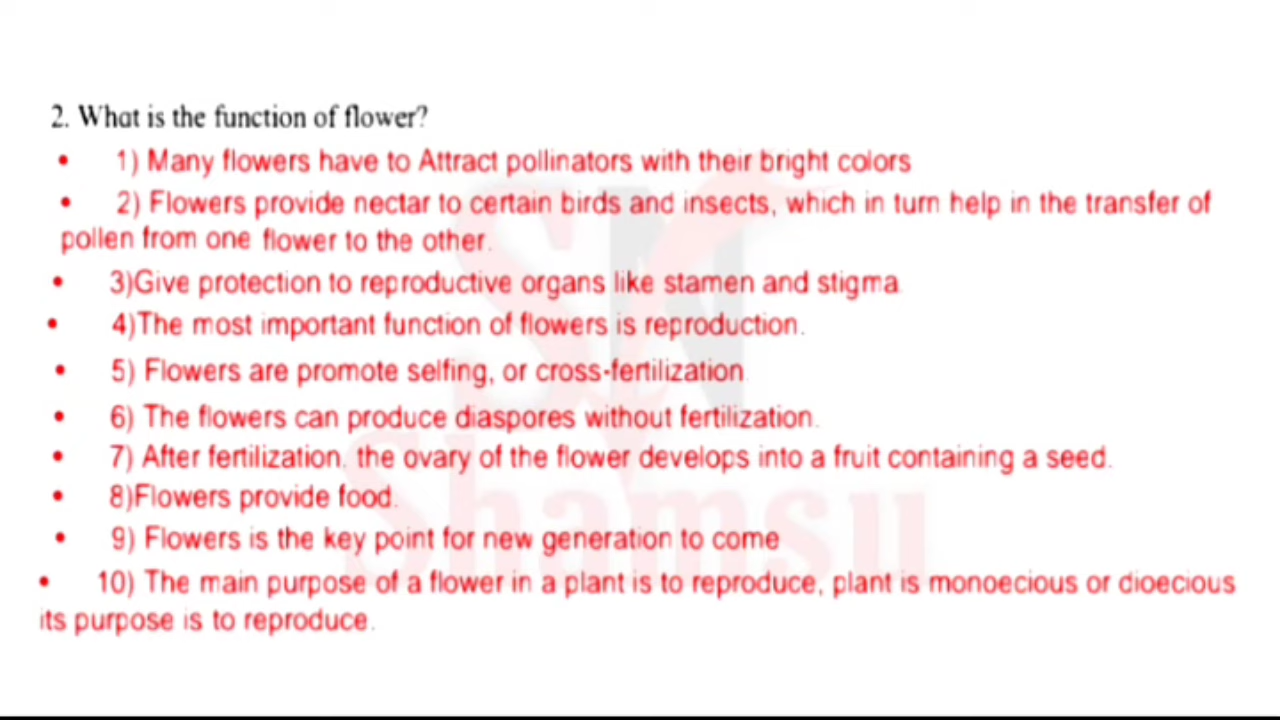 2. What is the function of flower?
• 1) Many flowers have to Attract pollinators with their bright colors
• 2) Flowers provide nectar to certain birds and insects, which in turn help in the transfer of
pollen from one flower to the other.
• 3)Give protection to reproductive organs like stamen and stigma
• 4)The most important function of flowers is reproduction.
• 5) Flowers are promote selfing, or cross-fertilization
• 6) The flowers can produce diaspores without fertilization.
• 7) After fertilization, the ovary of the flower develops into a fruit containing a seed.
• 8)Flowers provide food.
• 9) Flowers is the key point for new generation to come
• 10) The main purpose of a flower in a plant is to reproduce, plant is monoecious or dioecious
its purpose is to reproduce.
Shamsu